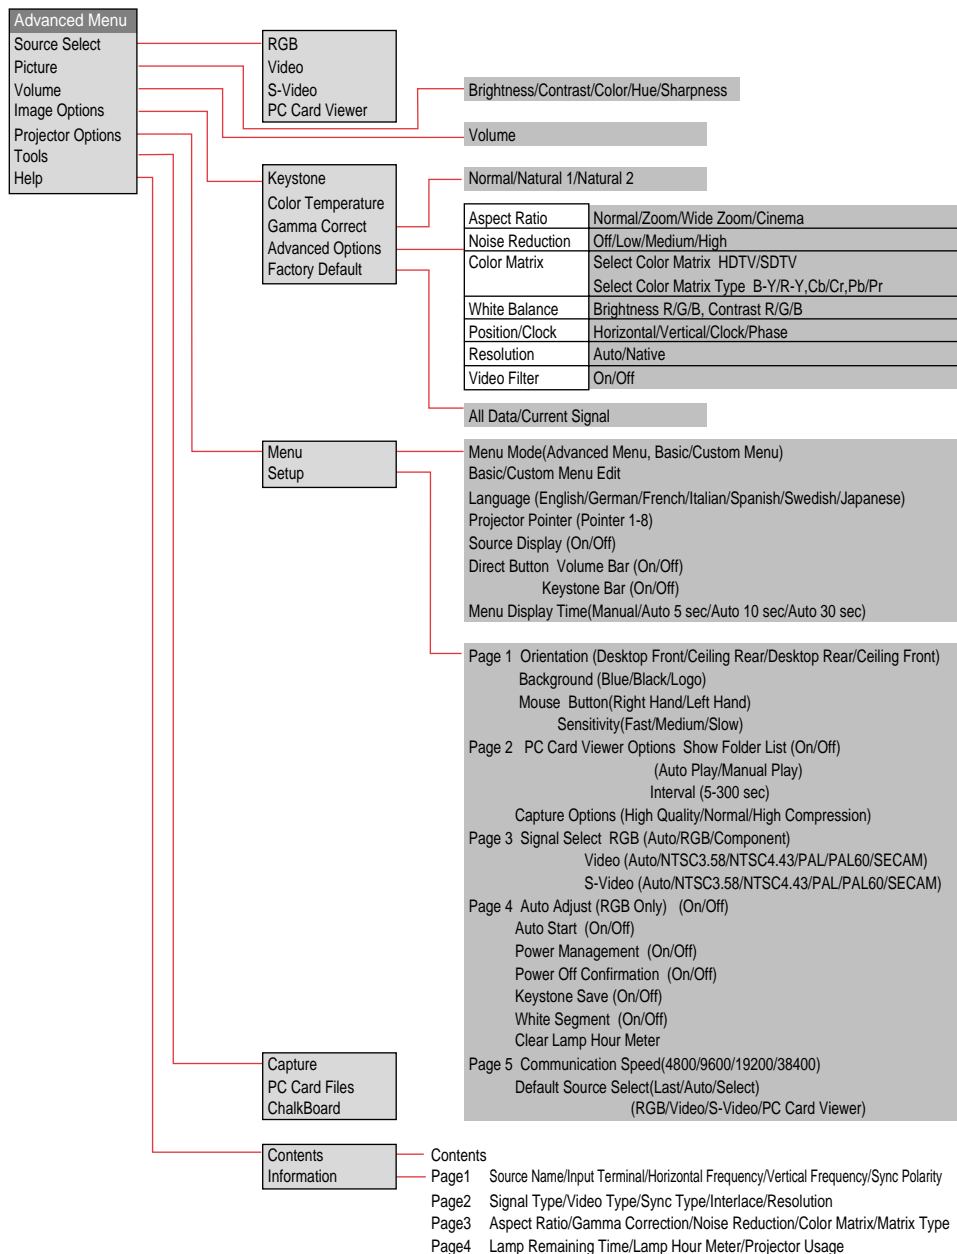 Advanced Menu
Source Select
Picture
Volume
Image Options
Projector Options
Tools
Help
RGB
Video
S-Video
PC Card Viewer
Brightness/Contrast/Color/Hue/Sharpness
Volume
Keystone
Color Temperature
Gamma Correct
Advanced Options
Factory Default
Normal/Natural 1/Natural 2
Aspect Ratio Normal/Zoom/Wide Zoom/Cinema
Noise Reduction Off/Low/Medium/High
Color Matrix Select Color Matrix HDTV/SDTV
Select Color Matrix Type B-Y/R-Y,Cb/Cr,Pb/Pr
White Balance Brightness R/G/B, Contrast R/G/B
Position/Clock Horizontal/Vertical/Clock/Phase
Resolution Auto/Native
Video Filter On/Off
All Data/Current Signal
Menu
Setup
Menu Mode(Advanced Menu, Basic/Custom Menu)
Basic/Custom Menu Edit
Language (English/German/French/Italian/Spanish/Swedish/Japanese)
Projector Pointer (Pointer 1-8)
Source Display (On/Off)
Direct Button Volume Bar (On/Off)
Keystone Bar (On/Off)
Menu Display Time(Manual/Auto 5 sec/Auto 10 sec/Auto 30 sec)
Page 1 Orientation (Desktop Front/Ceiling Rear/Desktop Rear/Ceiling Front)
Background (Blue/Black/Logo)
Mouse Button(Right Hand/Left Hand)
Sensitivity(Fast/Medium/Slow)
Page 2 PC Card Viewer Options Show Folder List (On/Off)
(Auto Play/Manual Play)
Interval (5-300 sec)
Capture Options (High Quality/Normal/High Compression)
Page 3 Signal Select RGB (Auto/RGB/Component)
Video (Auto/NTSC3.58/NTSC4.43/PAL/PAL60/SECAM)
S-Video (Auto/NTSC3.58/NTSC4.43/PAL/PAL60/SECAM)
Page 4 Auto Adjust (RGB Only) (On/Off)
Auto Start (On/Off)
Power Management (On/Off)
Power Off Confirmation (On/Off)
Keystone Save (On/Off)
White Segment (On/Off)
Clear Lamp Hour Meter
Page 5 Communication Speed(4800/9600/19200/38400)
Default Source Select(Last/Auto/Select)
(RGB/Video/S-Video/PC Card Viewer)
Capture
PC Card Files
ChalkBoard
Contents
Information
Contents
Page1 Source Name/Input Terminal/Horizontal Frequency/Vertical Frequency/Sync Polarity
Page2 Signal Type/Video Type/Sync Type/Interlace/Resolution
Page3 Aspect Ratio/Gamma Correction/Noise Reduction/Color Matrix/Matrix Type
Page4 Lamp Remaining Time/Lamp Hour Meter/Projector Usage